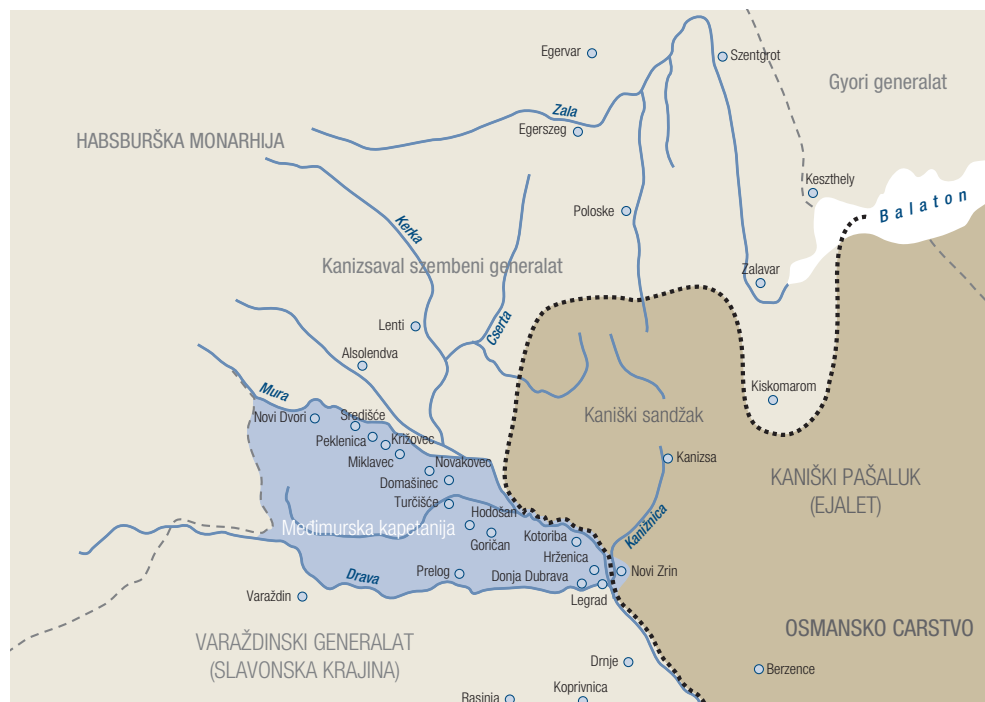 Egervar
Szentgrot
Gyori generalat
Zala
Egerszeg
HABSBURŠKA MONARHIJA
Keszthely
Balaton
Poloske
Kerka
Kanizsaval szembeni generalat
Zalavar
Lenti
Cserta
Alsolendva
Kiskomarom
Mura
Novi Dvori
Središće
Kaniški sandžak
Peklenica
Križovec
Miklavec
Novakovec
Kanizsa
Domašinec
KANIŠKI PAŠALUK
(EJALET)
Turčišće
Hodošan
Međimurska kapetanija
Goričan
Kotoriba
Kanižnica
Hrženica
Prelog
Donja Dubrava
Novi Zrin
Drava
Legrad
Varaždin
OSMANSKO CARSTVO
VARAŽDINSKI GENERALAT
(SLAVONSKA KRAJINA)
Drnje
Berzence
Koprivnica
Rasinja